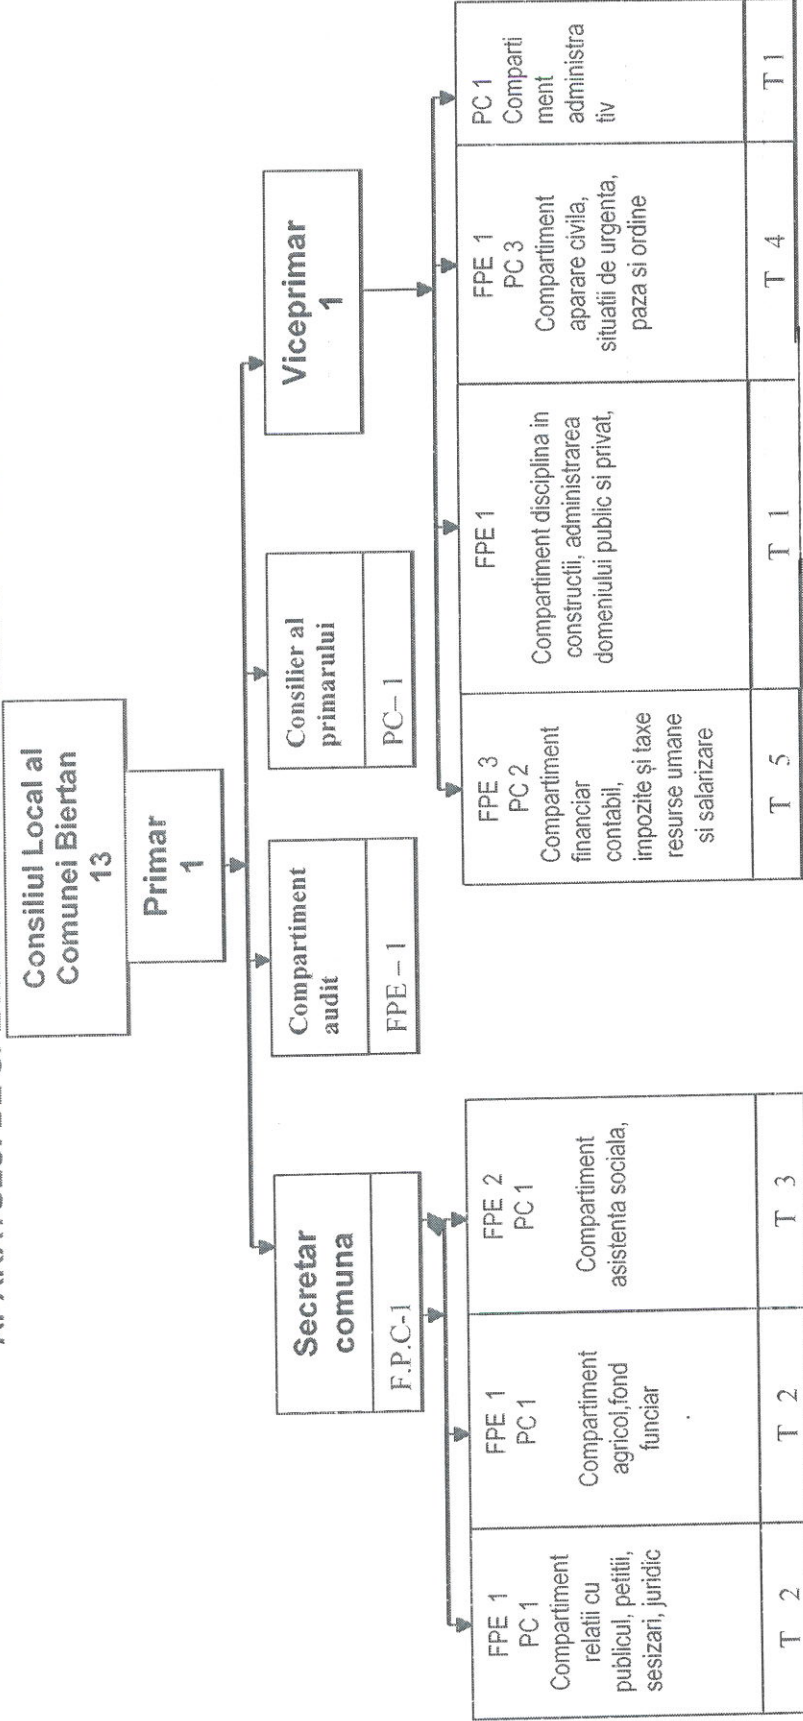 Consiliul Local al
Comunei Biertan
13
Primar
1
Secretar
comuna
F.P.C-1
Compartiment
audit
FPE – 1
Consilier al
primarului
PC– 1
Viceprimar
1
FPE 1
PC 1
Compartiment
relatii cu
publicul, petitii,
sesizari, juridic
T 2
FPE 1
PC 1
Compartiment
agricol,fond
funciar
T 2
FPE 2
PC 1
Compartiment
asistenta sociala,
T 3
FPE 3
PC 2
Compartiment
financiar
contabil,
impozite și taxe
resurse umane
si salarizare
T 5
FPE 1
Compartiment disciplina in
constructii, administrarea
domeniului public si privat,
T 1
FPE 1
PC 3
Compartiment
aparare civila,
situatii de urgenta,
paza si ordine
T 4
PC 1
Comparti
ment
administra
tiv
T 1